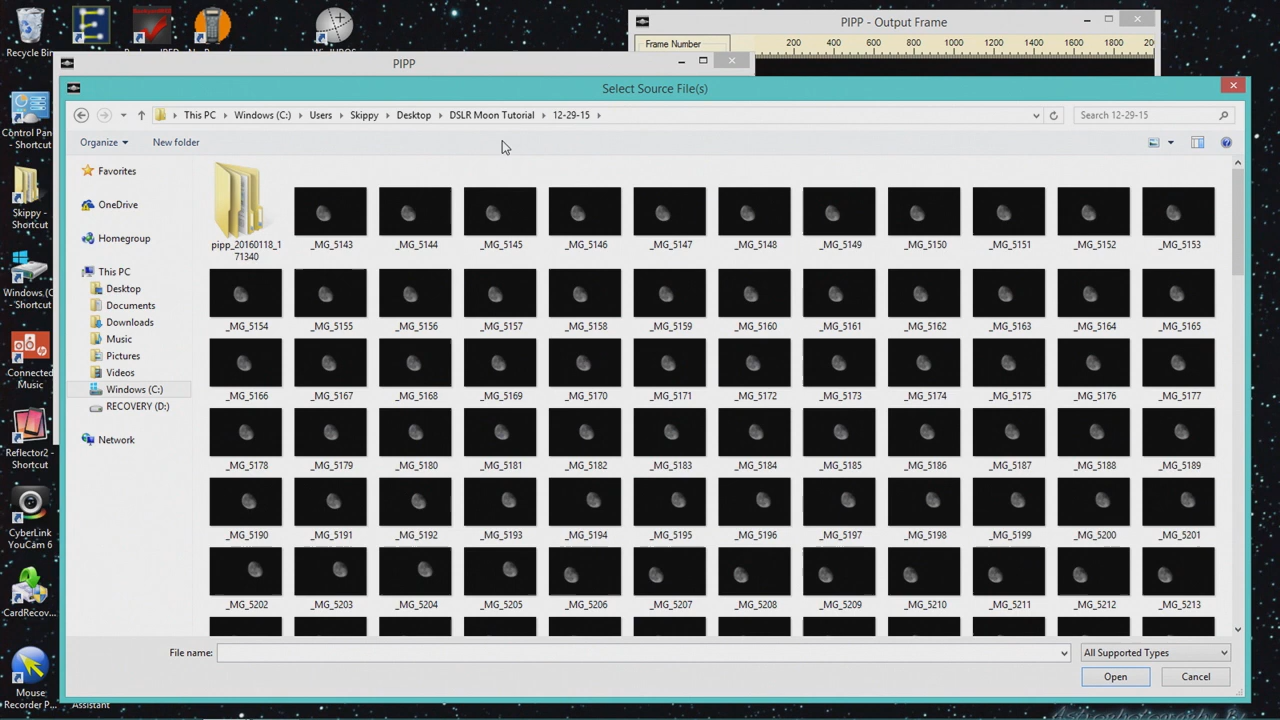 PIPP - Output Frame
Recycle Bin
Frame Number
200 400 600 800 1000 1200 1400 1600 1800
PIPP
Select Source File(s)
This PC Windows (C:) Users Skippy Desktop DSLR Moon Tutorial 12-29-15
Search 12-29-15
Organize New folder
Control Pan...
- Shortcut
Skippy -
Shortcut
Windows (C...
- Shortcut
Connected
Music
Reflector2 -
Shortcut
CyberLink
YouCam 6
CardRecov...
Mouse
Recorder P...
Assistant
Favorites
OneDrive
Homegroup
This PC
Desktop
Documents
Downloads
Music
Pictures
Videos
Windows (C:)
RECOVERY (D:)
Network
pipp_20160118_1
71340
_MG_5143 _MG_5144 _MG_5145 _MG_5146 _MG_5147 _MG_5148 _MG_5149 _MG_5150 _MG_5151 _MG_5152 _MG_5153
_MG_5154 _MG_5155 _MG_5156 _MG_5157 _MG_5158 _MG_5159 _MG_5160 _MG_5161 _MG_5162 _MG_5163 _MG_5164 _MG_5165
_MG_5166 _MG_5167 _MG_5168 _MG_5169 _MG_5170 _MG_5171 _MG_5172 _MG_5173 _MG_5174 _MG_5175 _MG_5176 _MG_5177
_MG_5178 _MG_5179 _MG_5180 _MG_5181 _MG_5182 _MG_5183 _MG_5184 _MG_5185 _MG_5186 _MG_5187 _MG_5188 _MG_5189
_MG_5190 _MG_5191 _MG_5192 _MG_5193 _MG_5194 _MG_5195 _MG_5196 _MG_5197 _MG_5198 _MG_5199 _MG_5200 _MG_5201
_MG_5202 _MG_5203 _MG_5204 _MG_5205 _MG_5206 _MG_5207 _MG_5208 _MG_5209 _MG_5210 _MG_5211 _MG_5212 _MG_5213
File name:
All Supported Types
Open Cancel